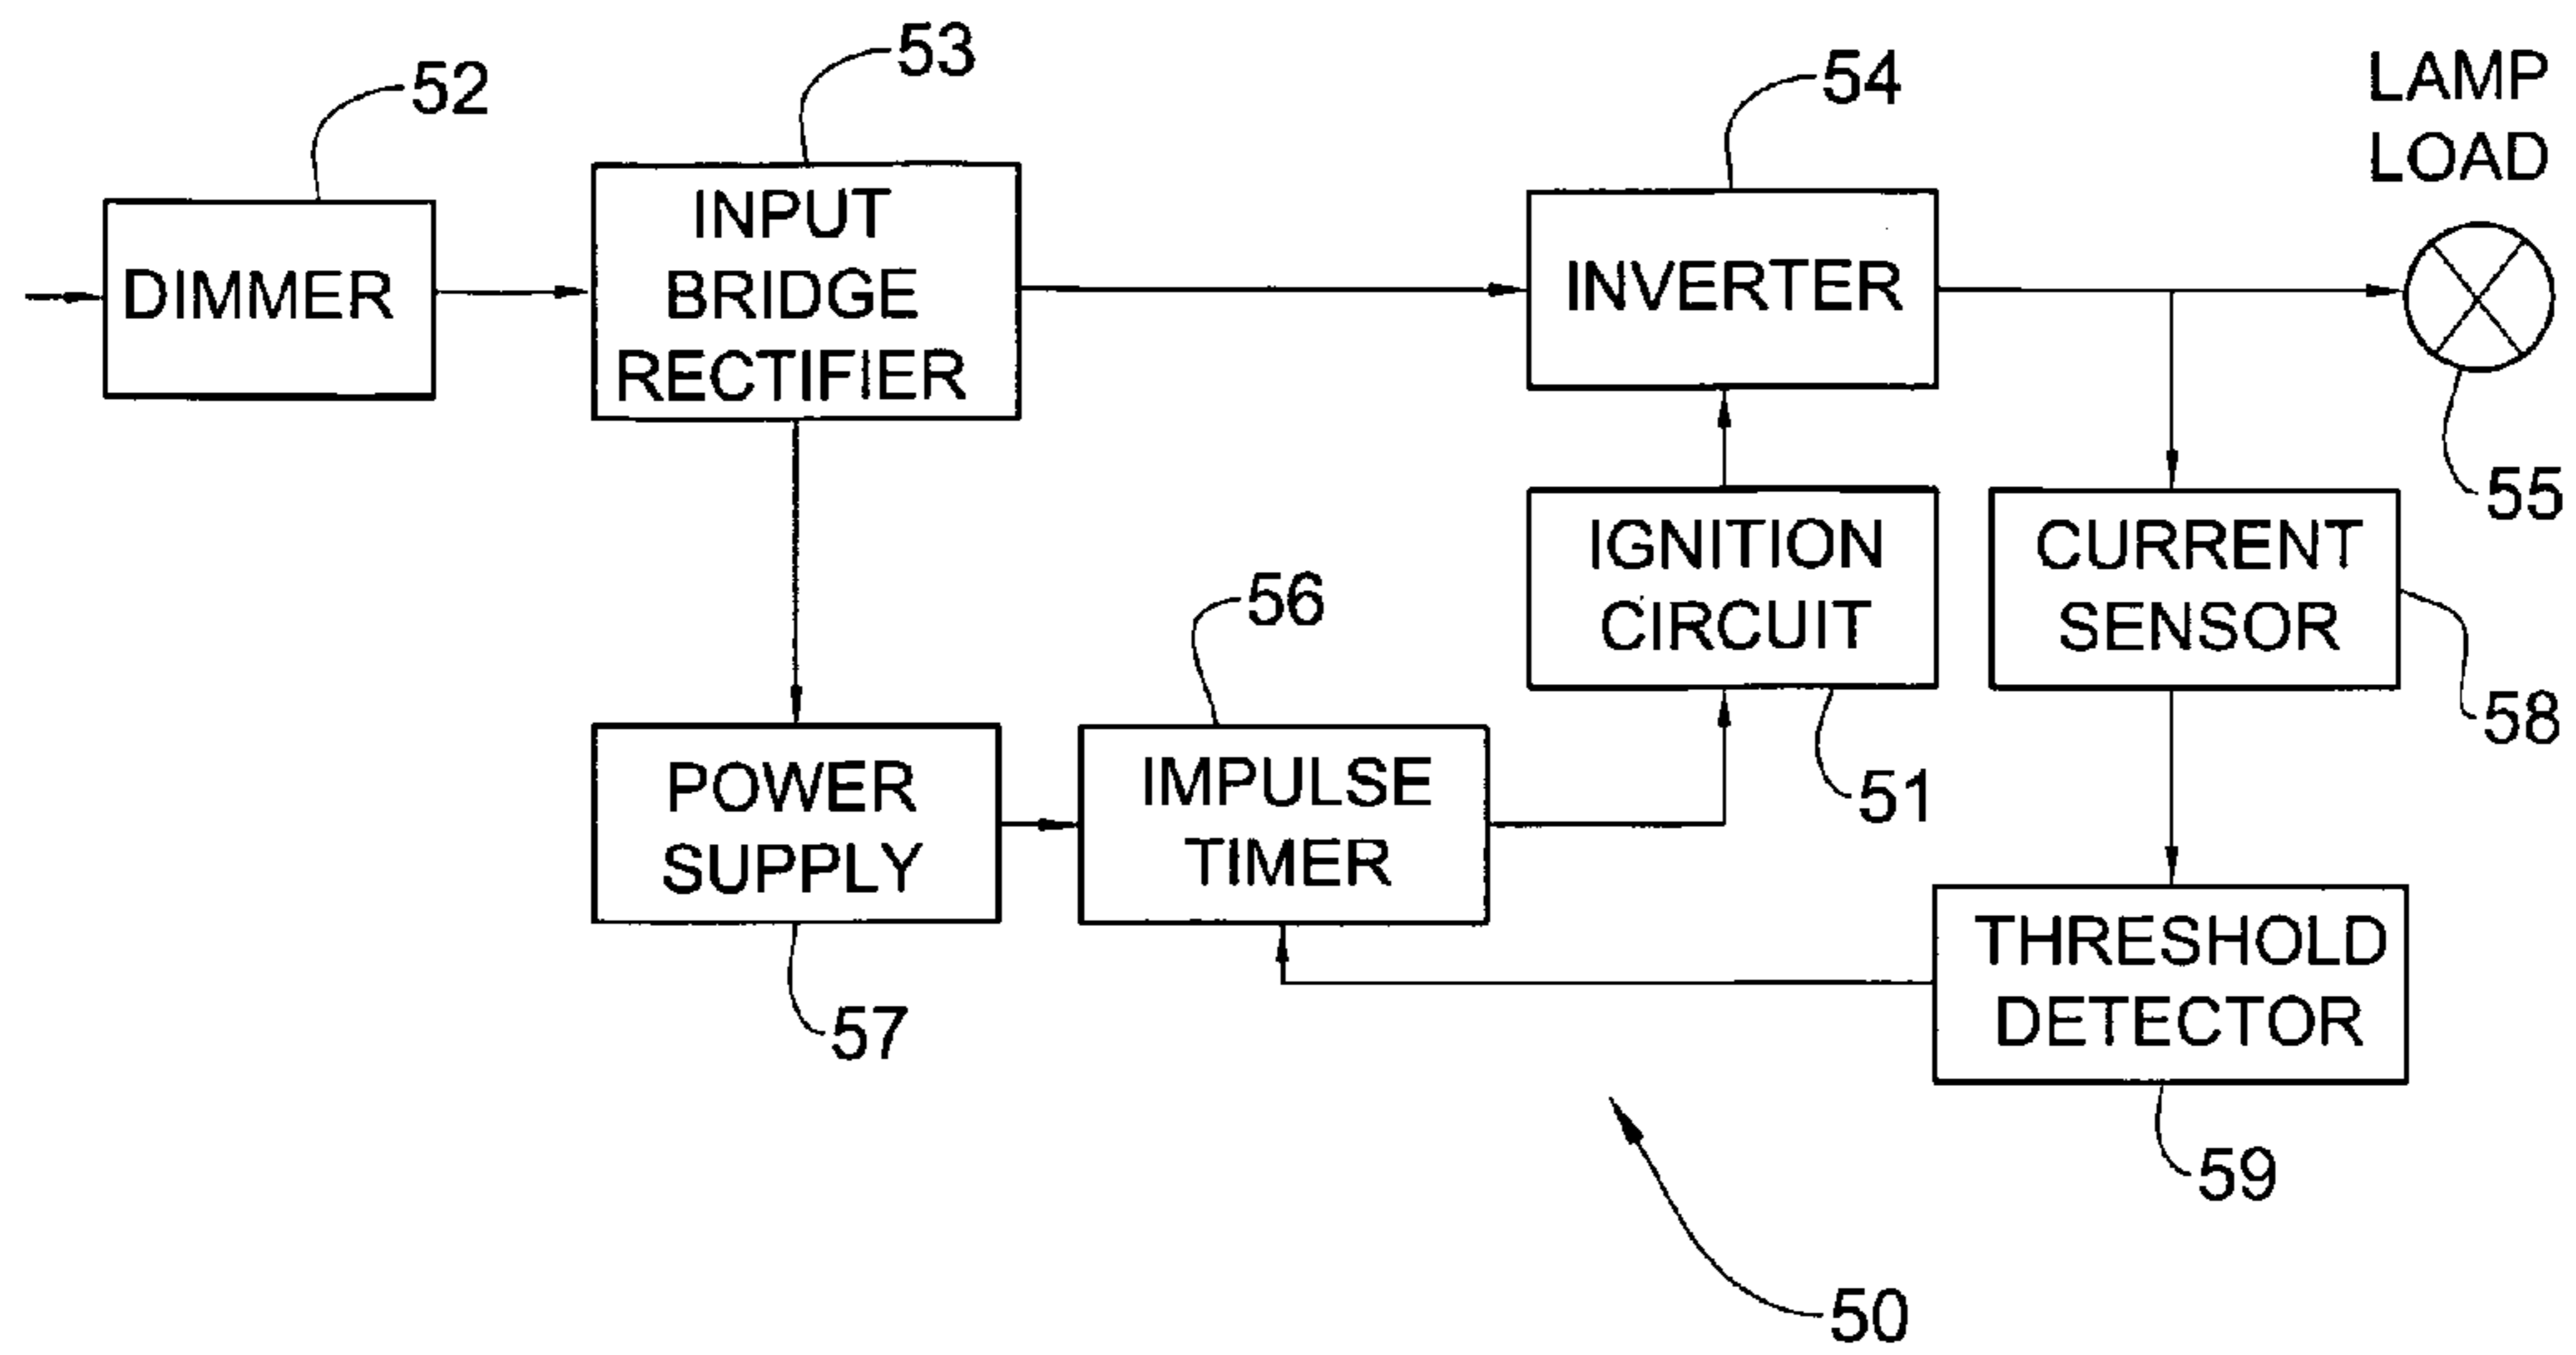 53
54
LAMP
LOAD
52
INPUT
BRIDGE
RECTIFIER
DIMMER
INVERTER
55
IGNITION
CIRCUIT
CURRENT
SENSOR
56
58
51
POWER
SUPPLY
IMPULSE
TIMER
THRESHOLD
DETECTOR
57
59
50